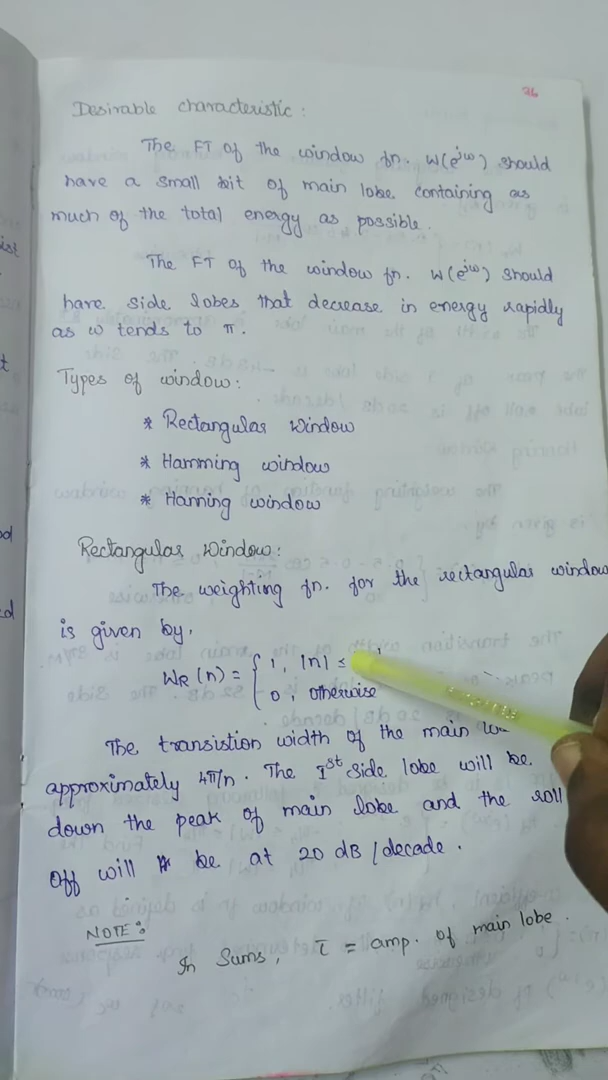 36
Desirable characteristic:
The FT of the window fn. W(e^jω) should
have a small bit of main lobe containing as
much of the total energy as possible.
The FT of the window fn. W(e^jω) should
have side lobes that decrease in energy rapidly
as ω tends to π.
Types of window:
* Rectangular window
* Hamming window
* Hanning window
Rectangular Window:
The weighting fn. for the rectangular window
is given by,
WR(n) = { 1, |n| ≤
0, otherwise
The transistion width of the main
approximately 4π/n. The Ist side lobe will be
down the peak of main lobe and the roll
off will be at 20 dB/decade.
NOTE:
In Sums, τ = amp. of main lobe.